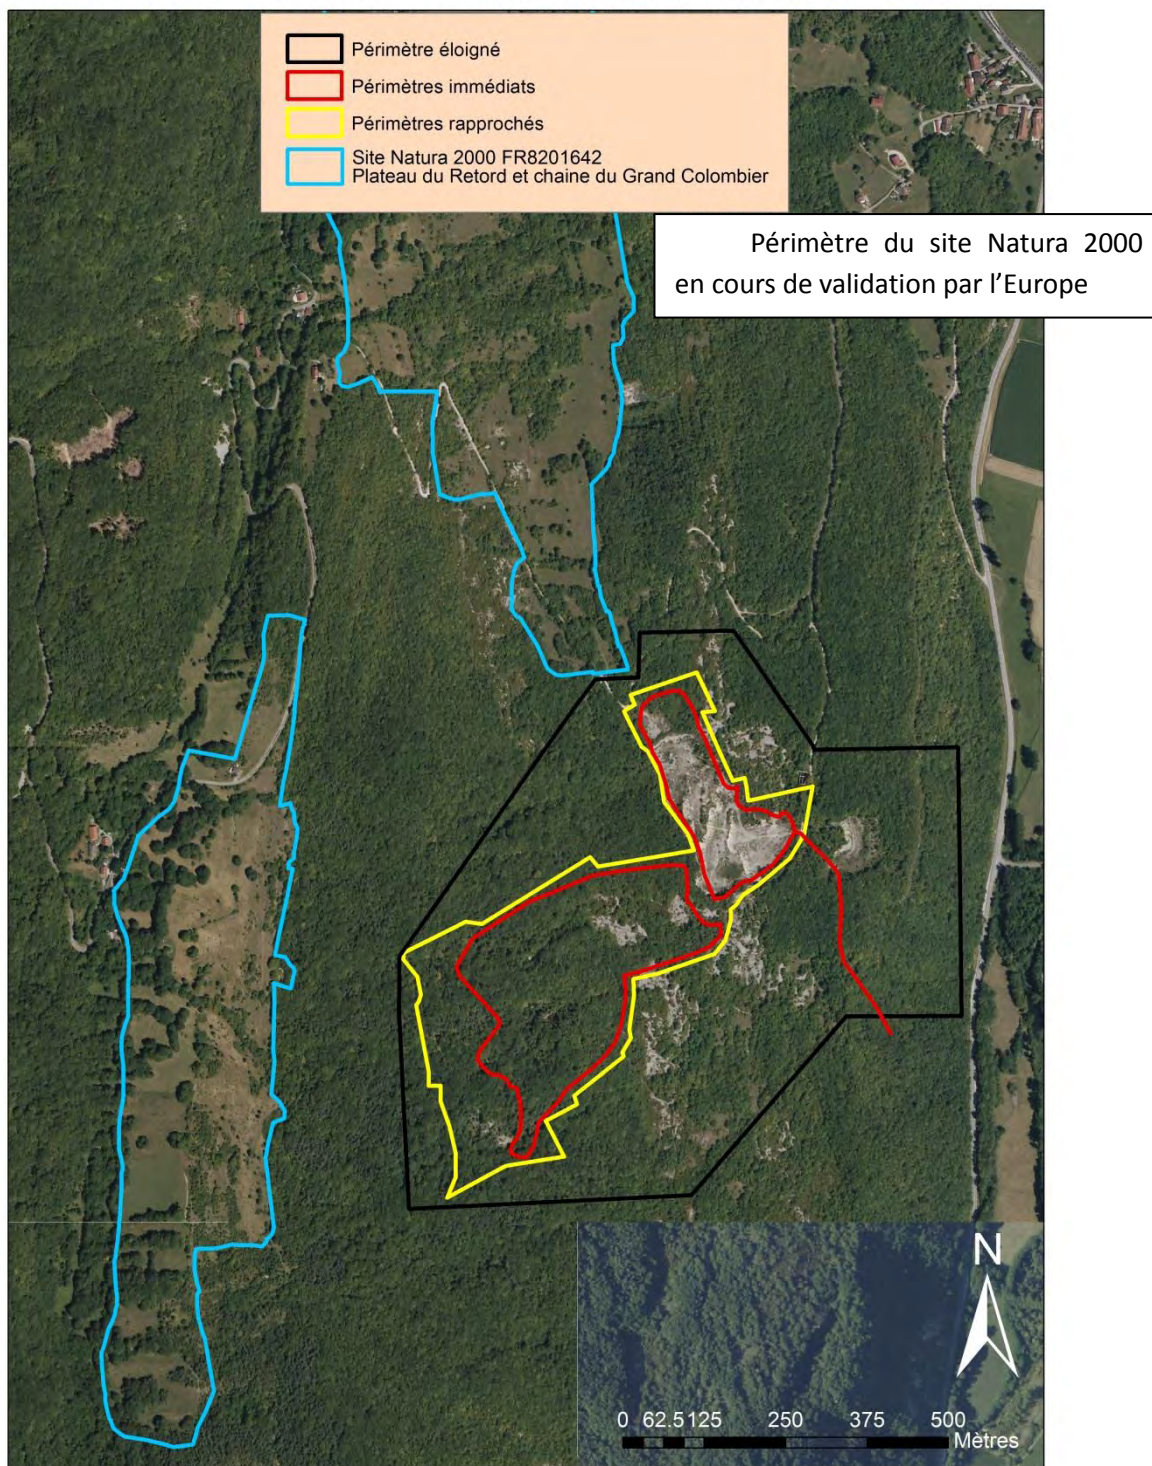 Périmètre éloigné
Périmètres immédiats
Périmètres rapprochés
Site Natura 2000 FR8201642
Plateau du Retord et chaine du Grand Colombier
Périmètre du site Natura 2000
en cours de validation par l'Europe
N
0 62.5 125 250 375 500
Mètres